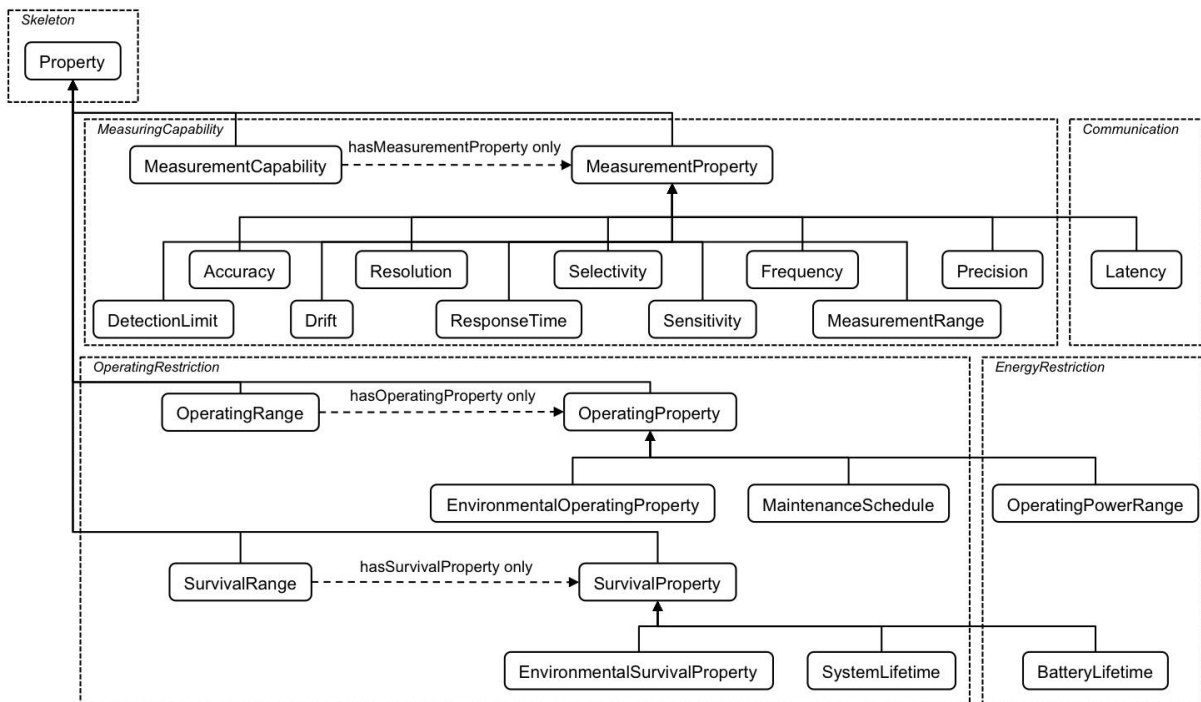 Skeleton
Property
MeasuringCapability
Communication
MeasurementCapability
hasMeasurementProperty only
MeasurementProperty
Accuracy
Resolution
Selectivity
Frequency
Precision
Latency
DetectionLimit
Drift
ResponseTime
Sensitivity
MeasurementRange
OperatingRestriction
EnergyRestriction
OperatingRange
hasOperatingProperty only
OperatingProperty
EnvironmentalOperatingProperty
MaintenanceSchedule
OperatingPowerRange
SurvivalRange
hasSurvivalProperty only
SurvivalProperty
EnvironmentalSurvivalProperty
SystemLifetime
BatteryLifetime